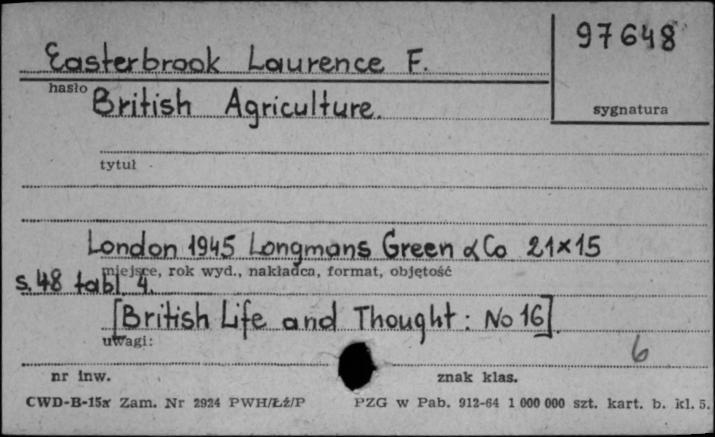 97648
Easterbrook Laurence F.
hasło
British Agriculture.
sygnatura
tytuł
London 1945 Longmans Green & Co 21×15
miejsce, rok wyd., nakładca, format, objętość
s. 48 tabl 4.
[British Life and Thought: No 16].
uwagi:
6
nr inw. znak klas.
CWD-B-15a Zam. Nr 2924 PWH/Łź/P PZG w Pab. 912-64 1 000 000 szt. kart. b. kl. 5.